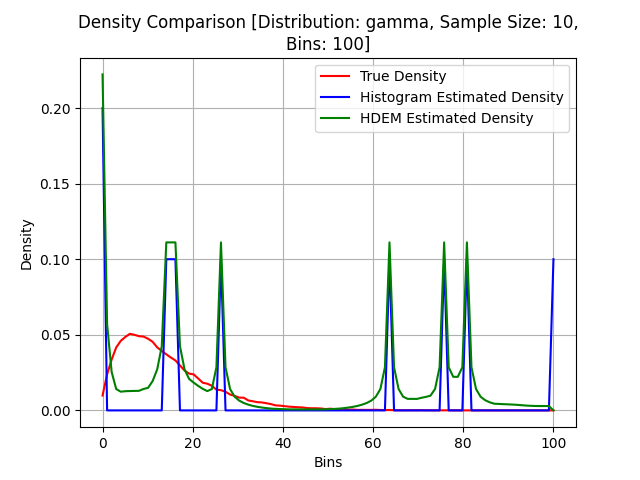 Density Comparison [Distribution: gamma, Sample Size: 10,
Bins: 100]
True Density
Histogram Estimated Density
HDEM Estimated Density
Density
0.20
0.15
0.10
0.05
0.00
0 20 40 60 80 100
Bins